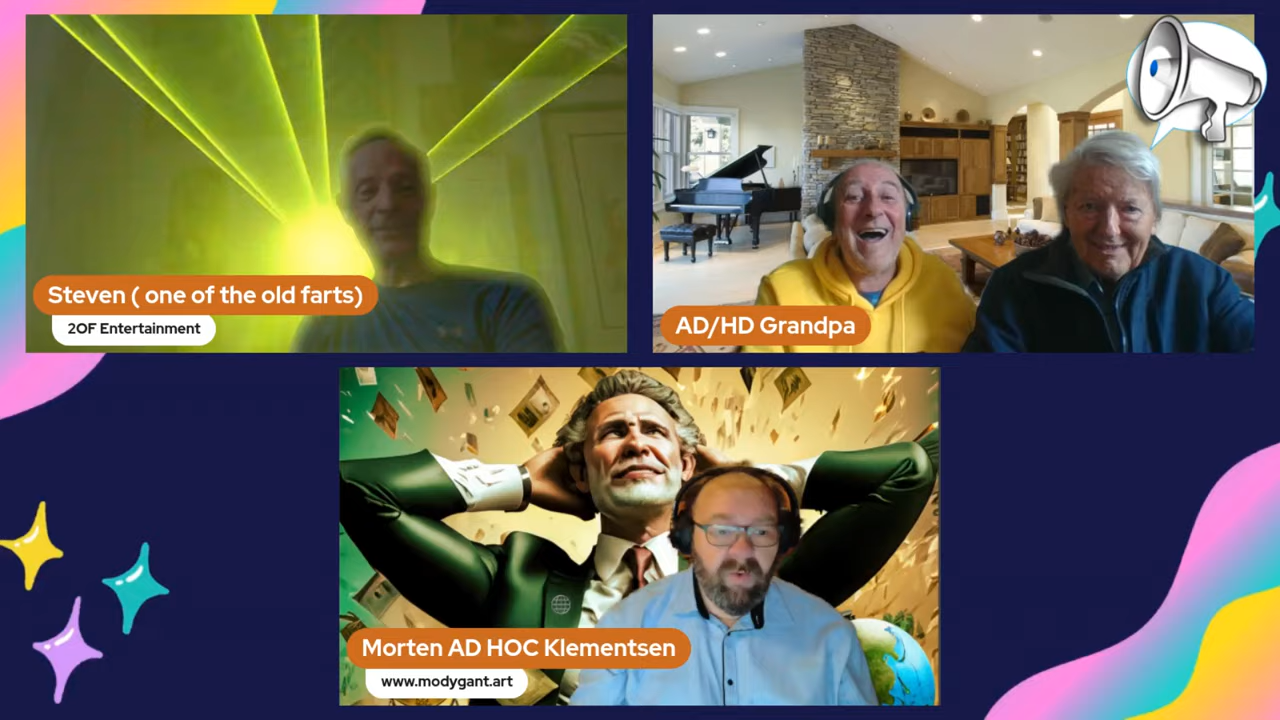 Steven ( one of the old farts)
2OF Entertainment
AD/HD Grandpa
Morten AD HOC Klementsen
www.modygant.art